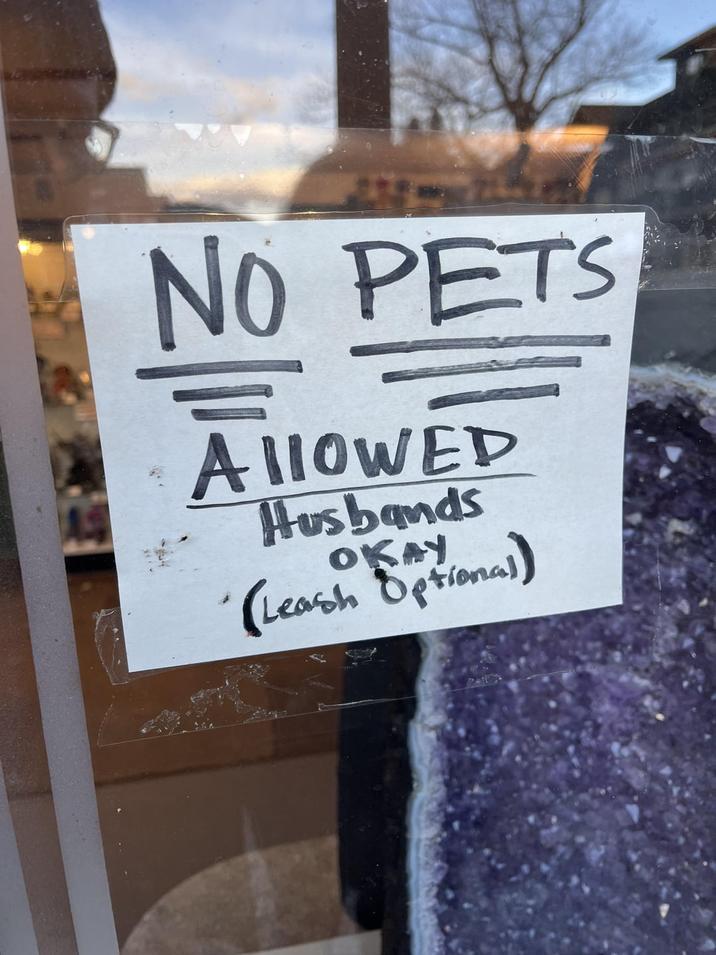 NO PETS
AllOWED
Husbands
OKAY
(Leash Optional)